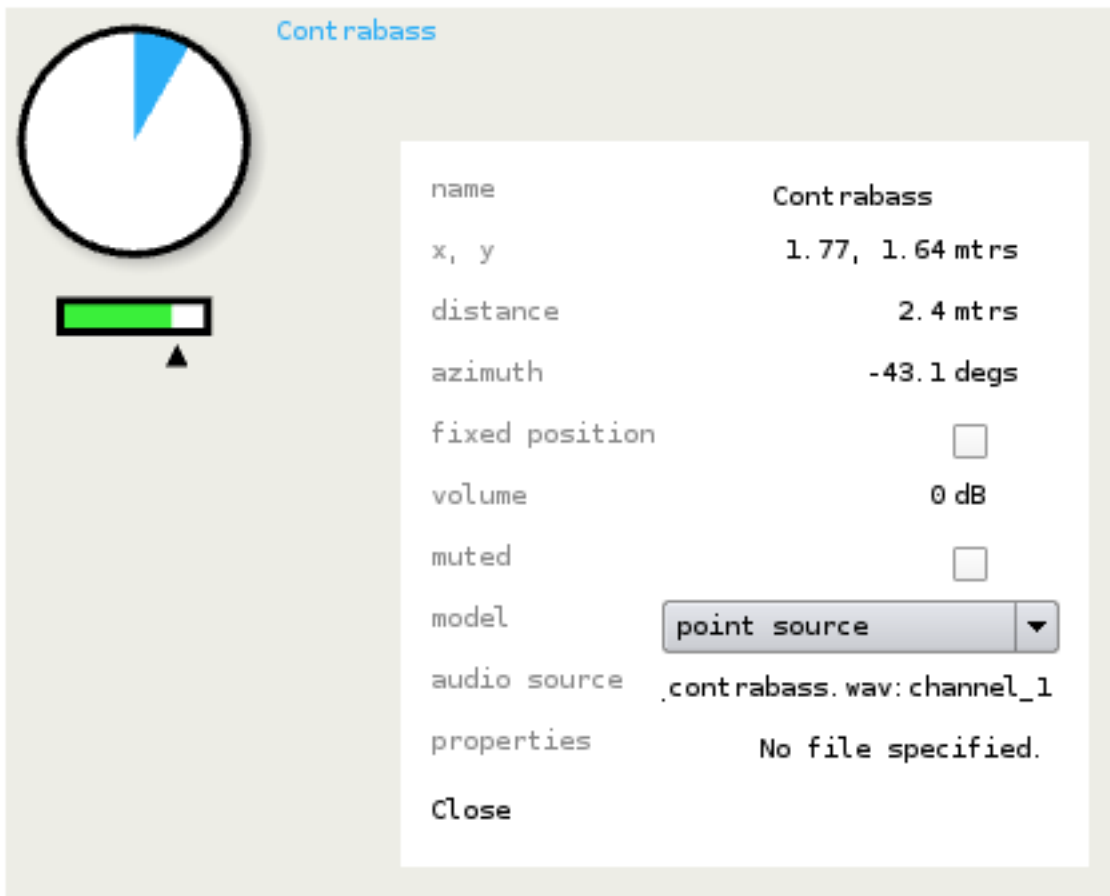 Contrabass
name Contrabass
x, y 1.77, 1.64 mtrs
distance 2.4 mtrs
azimuth -43.1 degs
fixed position
volume 0 dB
muted
model point source
audio source contrabass.wav:channel_1
properties No file specified.
Close